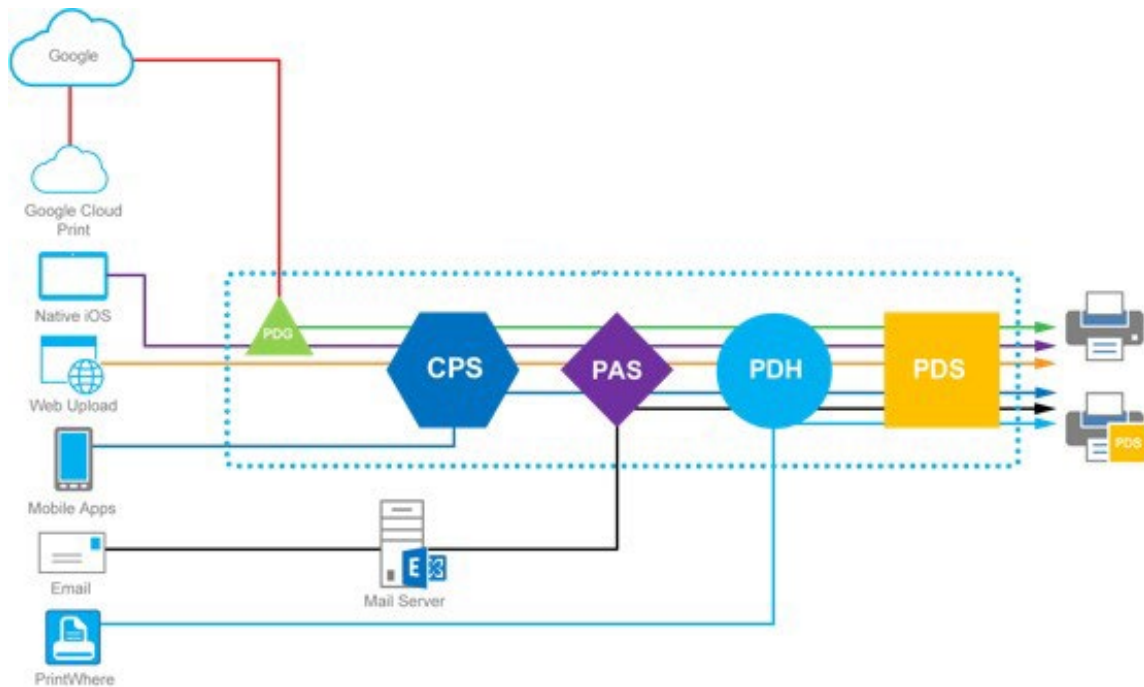 Google
Google Cloud
Print
Native iOS
Web Upload
Mobile Apps
Email
PrintWhere
PDG
CPS
PAS
PDH
PDS
PDS
E
Mail Server